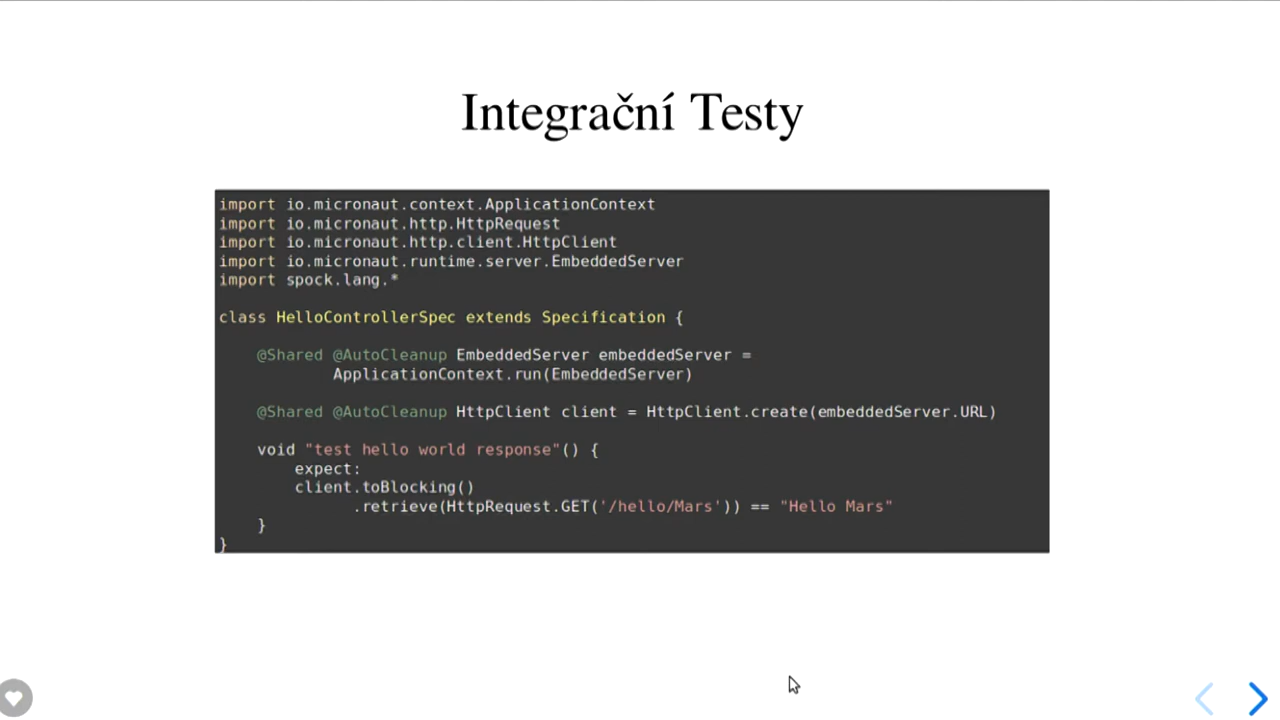 Integrační Testy
import io.micronaut.context.ApplicationContext
import io.micronaut.http.HttpRequest
import io.micronaut.http.client.HttpClient
import io.micronaut.runtime.server.EmbeddedServer
import spock.lang.*
class HelloControllerSpec extends Specification {
@Shared @AutoCleanup EmbeddedServer embeddedServer =
ApplicationContext.run(EmbeddedServer)
@Shared @AutoCleanup HttpClient client = HttpClient.create(embeddedServer.URL)
void "test hello world response"() {
expect:
client.toBlocking()
.retrieve(HttpRequest.GET('/hello/Mars')) == "Hello Mars"
}
}